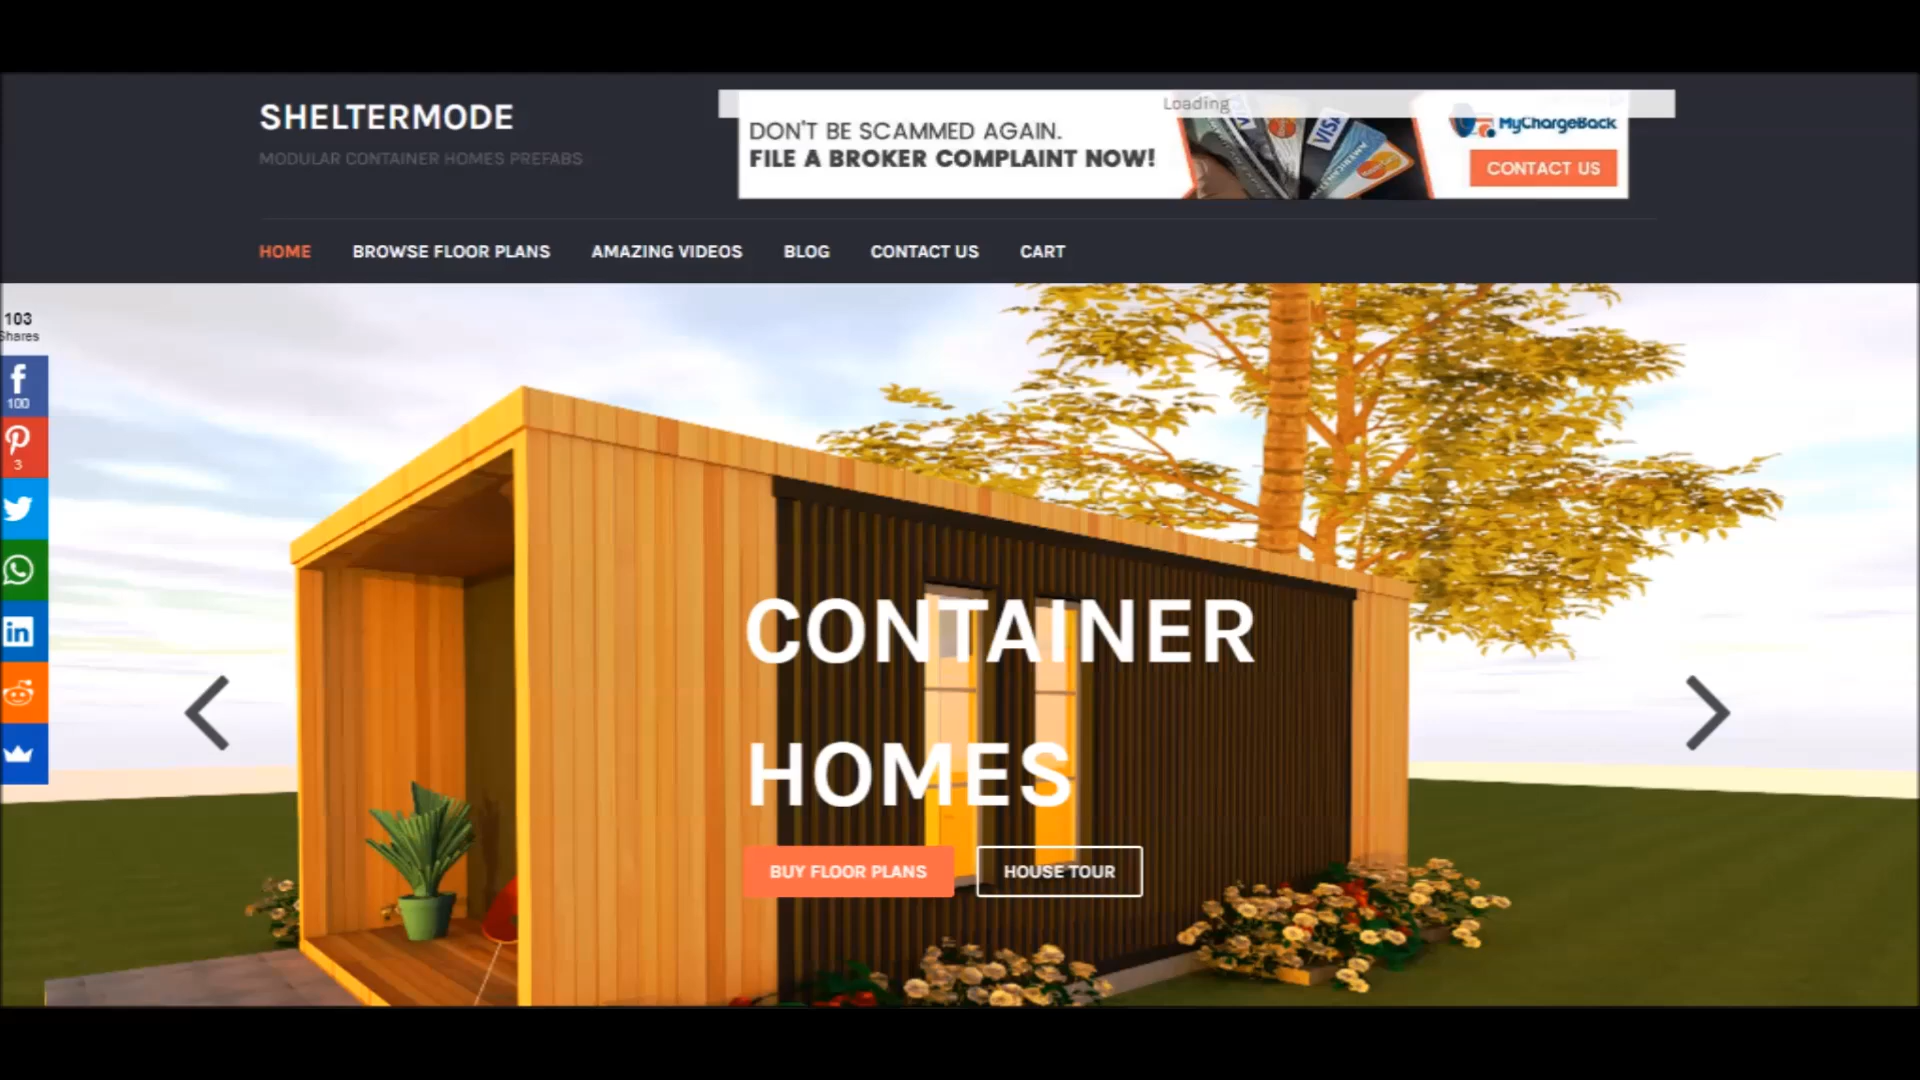 SHELTERMODE
MODULAR CONTAINER HOMES PREFABS
Loading
DON'T BE SCAMMED AGAIN.
FILE A BROKER COMPLAINT NOW!
VISA
MyChargeBack
CONTACT US
HOME BROWSE FLOOR PLANS AMAZING VIDEOS BLOG CONTACT US CART
103
Shares
100
3
CONTAINER
HOMES
BUY FLOOR PLANS HOUSE TOUR